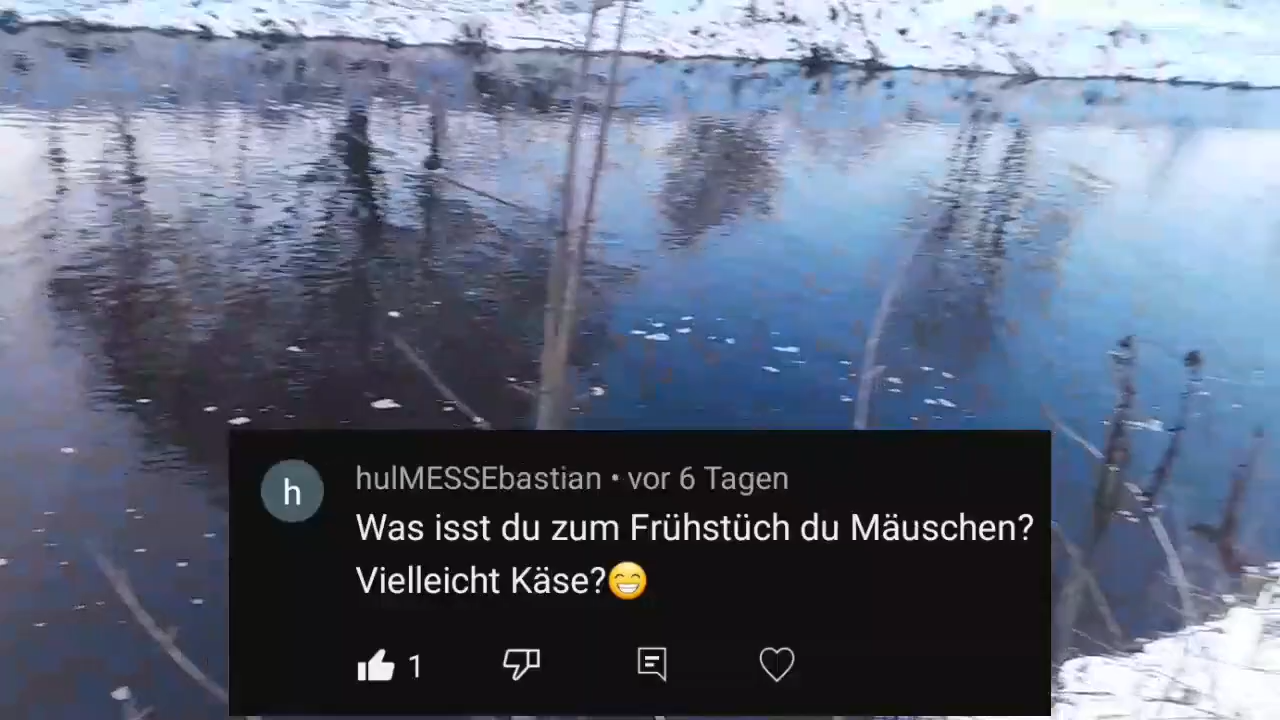 h
hulMESSEbastian • vor 6 Tagen
Was isst du zum Frühstüch du Mäuschen?
Vielleicht Käse?😁
1